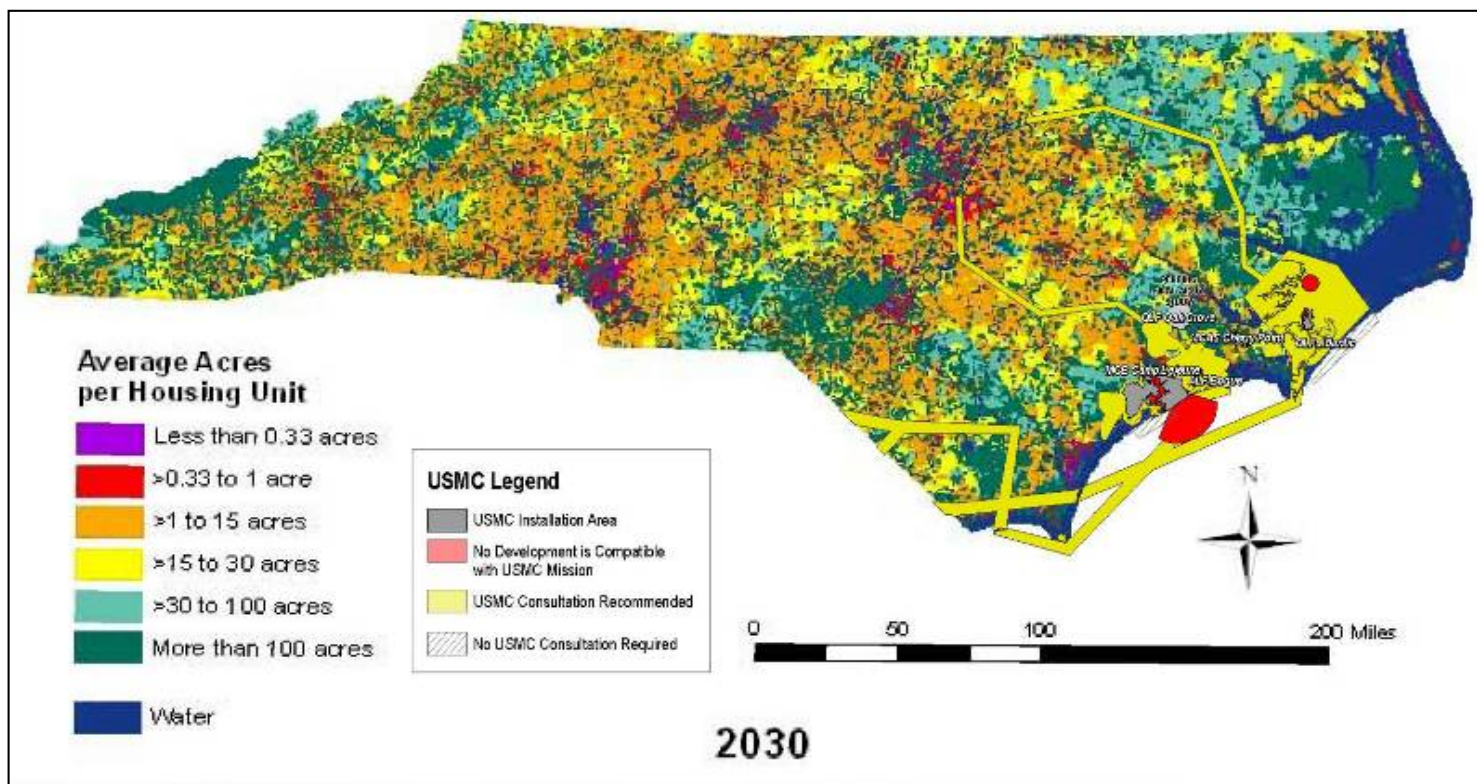 MCB Camp Lejeune
Average Acres
per Housing Unit
Less than 0.33 acres
>0.33 to 1 acre
>1 to 15 acres
>15 to 30 acres
>30 to 100 acres
More than 100 acres
Water
USMC Legend
USMC Installation Area
No Development is Compatible
with USMC Mission
USMC Consultation Recommended
No USMC Consultation Required
N
0 50 100 200 Miles
2030